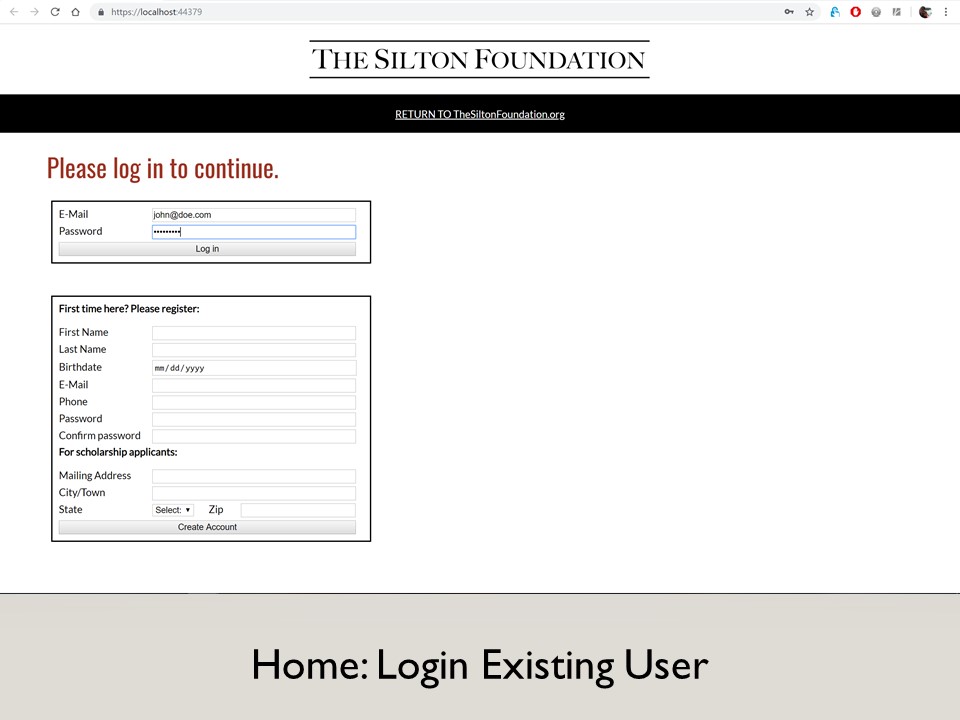 https://localhost:44379
THE SILTON FOUNDATION
RETURN TO TheSiltonFoundation.org
Please log in to continue.
E-Mail john@doe.com
Password •••••••••
Log in
First time here? Please register:
First Name
Last Name
Birthdate mm/dd/yyyy
E-Mail
Phone
Password
Confirm password
For scholarship applicants:
Mailing Address
City/Town
State Select: ▾ Zip
Create Account
Home: Login Existing User